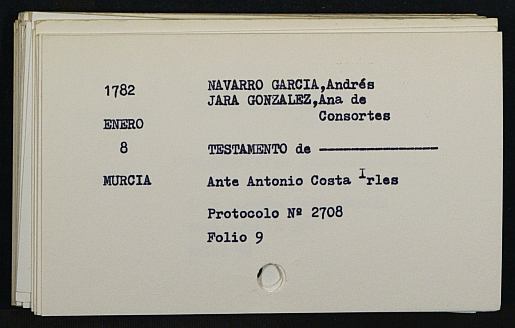 1782
ENERO
8
MURCIA
NAVARRO GARCIA,Andrés
JARA GONZALEZ,Ana de
Consortes
TESTAMENTO de ----------------
Ante Antonio Costa Irles
Protocolo Nº 2708
Folio 9